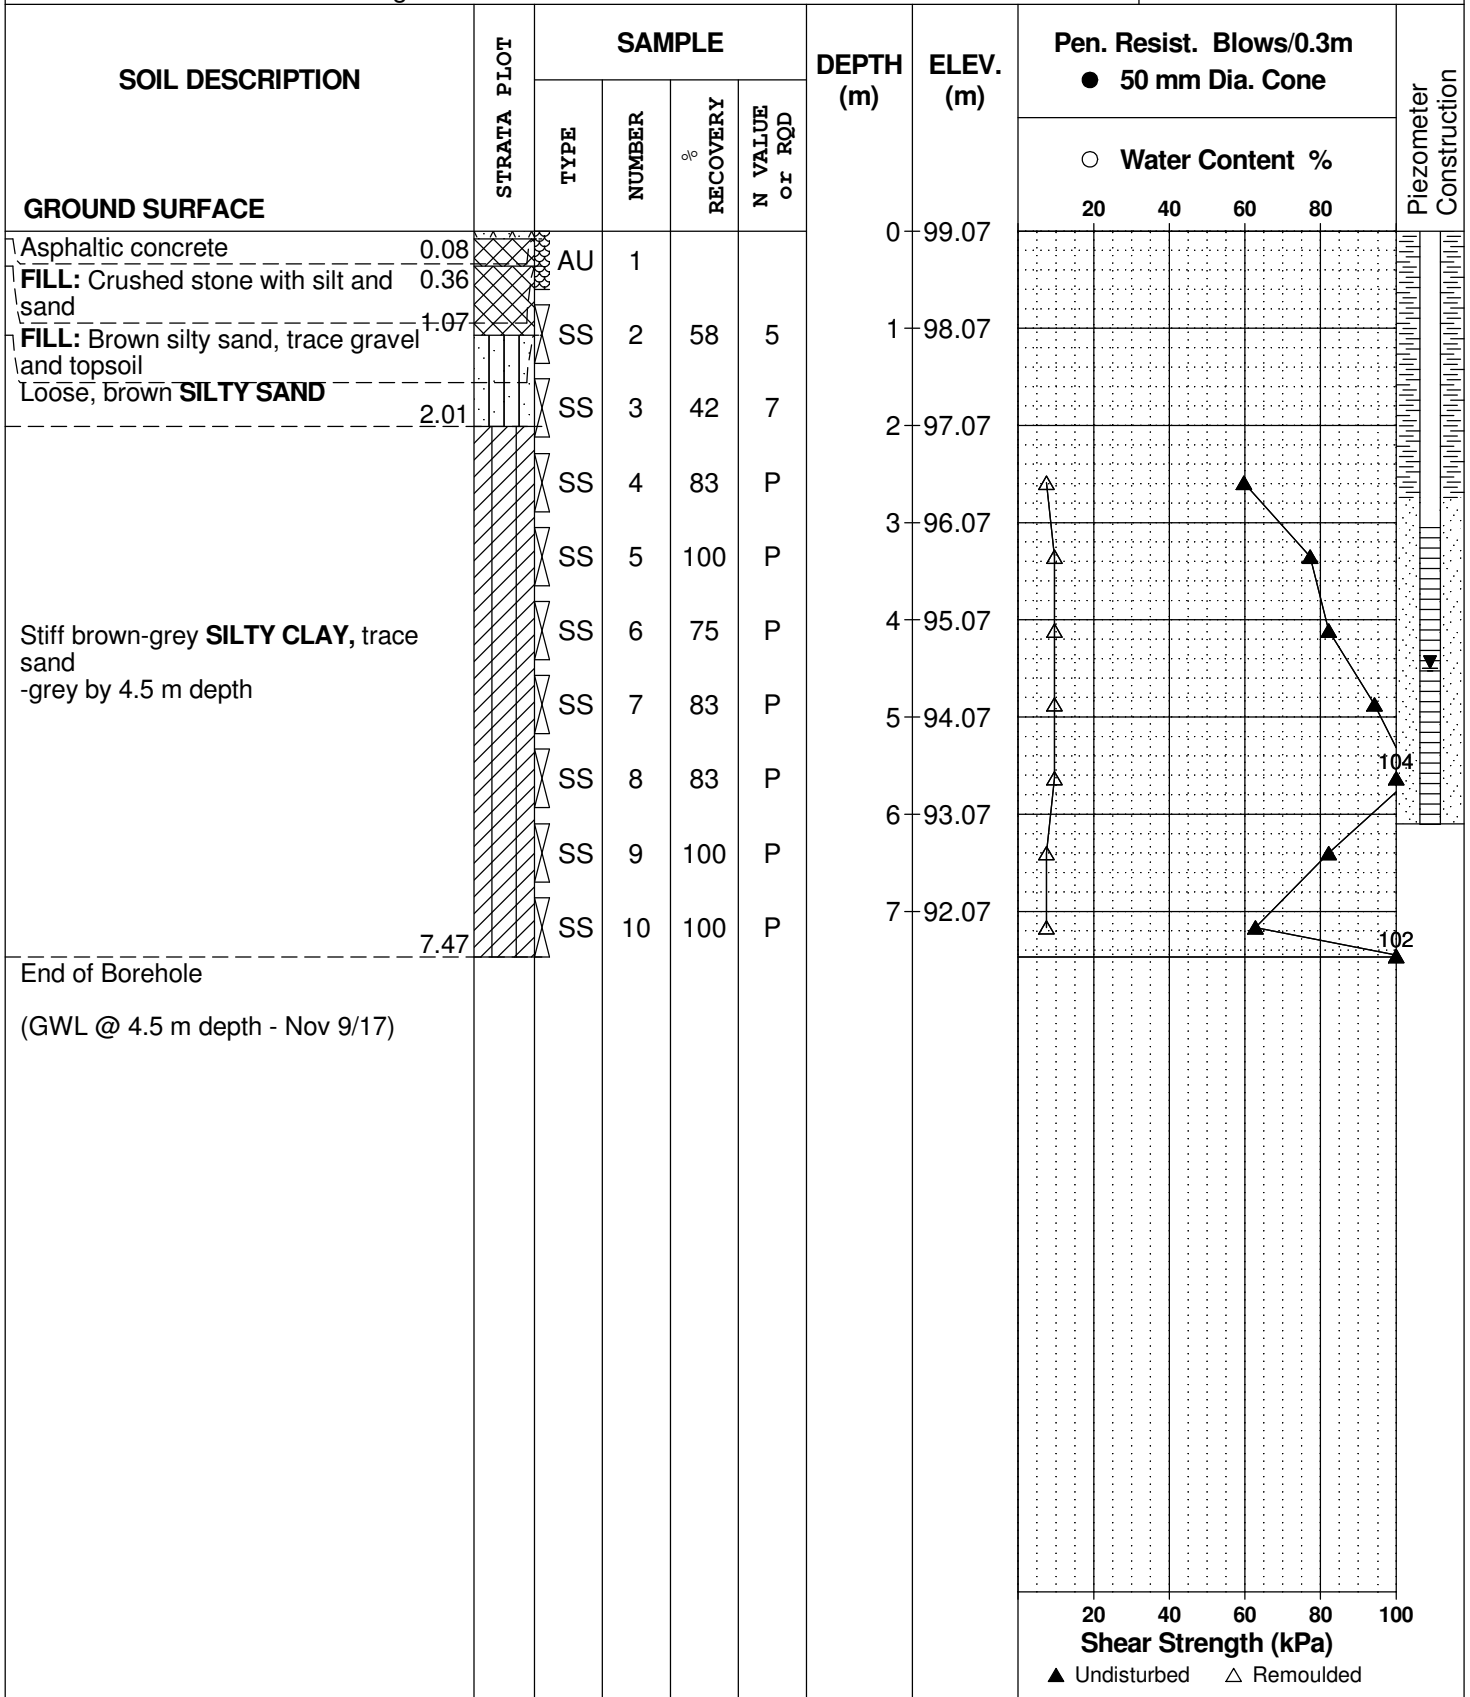 SOIL DESCRIPTION
STRATA PLOT
SAMPLE
TYPE
NUMBER
% RECOVERY
N VALUE or RQD
DEPTH (m)
ELEV. (m)
Pen. Resist. Blows/0.3m
● 50 mm Dia. Cone
○ Water Content %
20 40 60 80
Piezometer Construction
GROUND SURFACE
0 99.07
Asphaltic concrete 0.08
AU 1
FILL: Crushed stone with silt and 0.36
sand
1.07
SS 2 58 5
1 98.07
FILL: Brown silty sand, trace gravel
and topsoil
Loose, brown SILTY SAND
2.01
SS 3 42 7
2 97.07
SS 4 83 P
3 96.07
SS 5 100 P
4 95.07
SS 6 75 P
Stiff brown-grey SILTY CLAY, trace
sand
-grey by 4.5 m depth
SS 7 83 P
5 94.07
104
SS 8 83 P
6 93.07
SS 9 100 P
7 92.07
SS 10 100 P
102
7.47
End of Borehole
(GWL @ 4.5 m depth - Nov 9/17)
20 40 60 80 100
Shear Strength (kPa)
▲ Undisturbed △ Remoulded